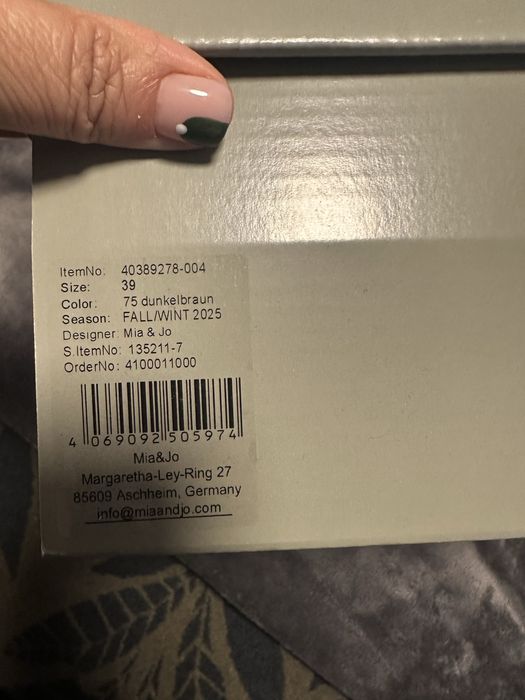 ItemNo: 40389278-004
Size: 39
Color: 75 dunkelbraun
Season: FALL/WINT 2025
Designer: Mia & Jo
S.ItemNo: 135211-7
OrderNo: 4100011000
4 069092 505974
Mia&Jo
Margaretha-Ley-Ring 27
85609 Aschheim, Germany
info@miaandjo.com